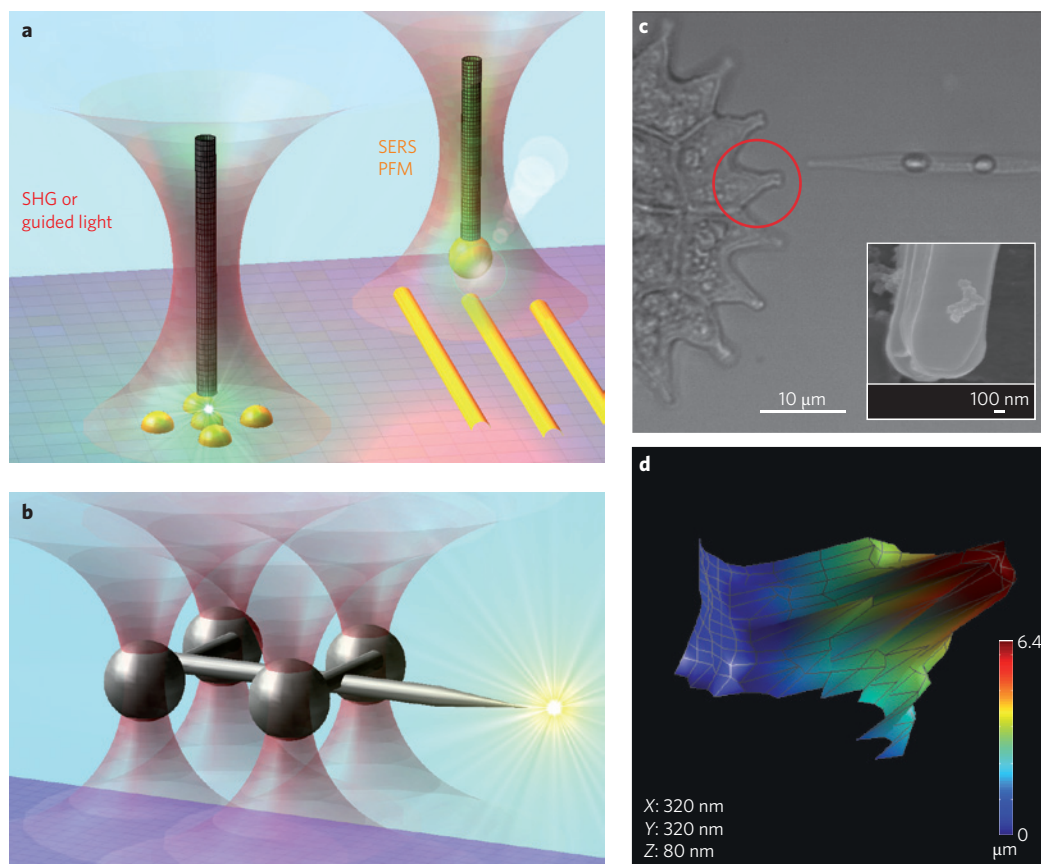 a
SHG or
guided light
SERS
PFM
b
c
10 μm
100 nm
d
6.4
0
μm
X: 320 nm
Y: 320 nm
Z: 80 nm